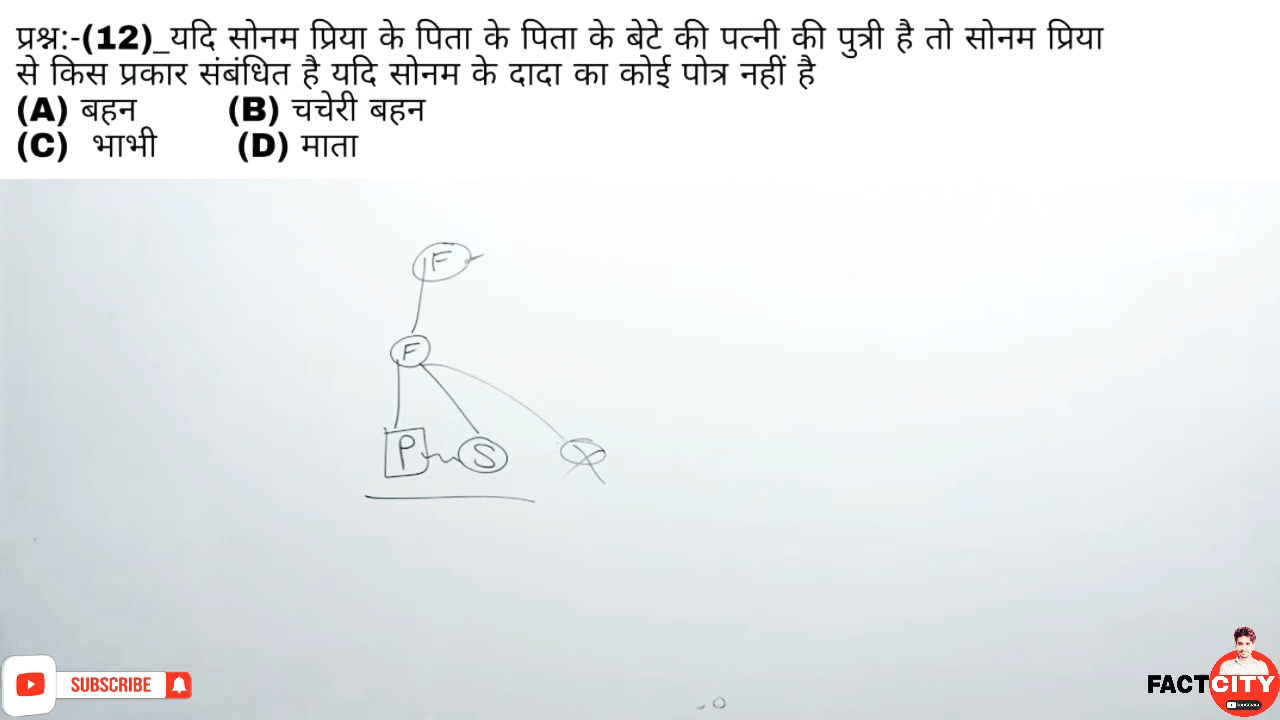 प्रश्न:-(12)_यदि सोनम प्रिया के पिता के पिता के बेटे की पत्नी की पुत्री है तो सोनम प्रिया
से किस प्रकार संबंधित है यदि सोनम के दादा का कोई पोत्र नहीं है
(A) बहन (B) चचेरी बहन
(C) भाभी (D) माता
F
F
P S
SUBSCRIBE
FACTCITY